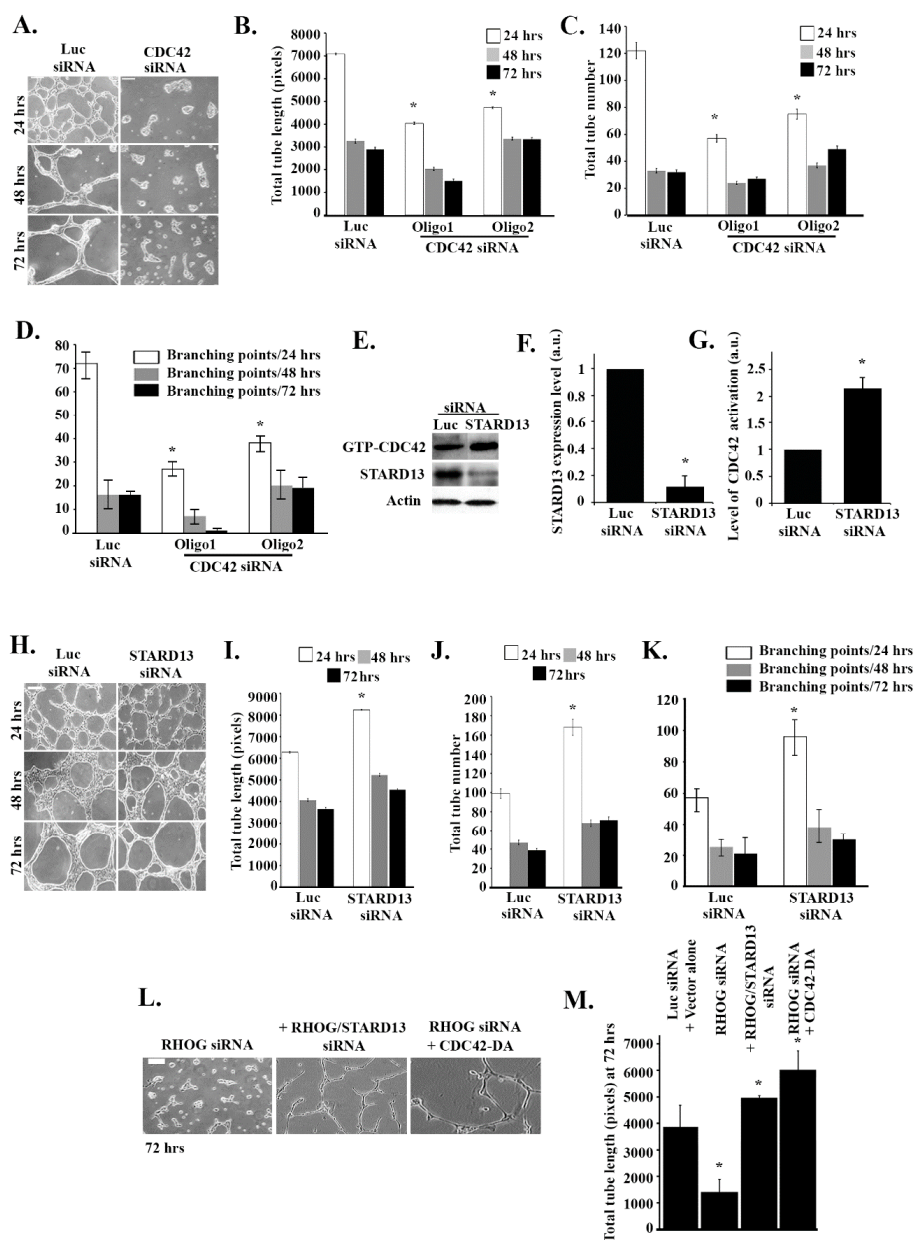 A.
Luc
siRNA
CDC42
siRNA
24 hrs
48 hrs
72 hrs
B.
Total tube length (pixels)
8000
7000
6000
5000
4000
3000
2000
1000
0
24 hrs
48 hrs
72 hrs
*
*
Luc
siRNA
Oligo1
Oligo2
CDC42 siRNA
C.
Total tube number
140
120
100
80
60
40
20
0
24 hrs
48 hrs
72 hrs
*
*
Luc
siRNA
Oligo1
Oligo2
CDC42 siRNA
D.
80
70
60
50
40
30
20
10
0
Branching points/24 hrs
Branching points/48 hrs
Branching points/72 hrs
*
*
Luc
siRNA
Oligo1
Oligo2
CDC42 siRNA
E.
siRNA
Luc STARD13
GTP-CDC42
STARD13
Actin
F.
STARD13 expression level (a.u.)
1
0.8
0.6
0.4
0.2
0
*
Luc
siRNA
STARD13
siRNA
G.
Level of CDC42 activation (a.u.)
2.5
2
1.5
1
0.5
0
*
Luc
siRNA
STARD13
siRNA
H.
Luc
siRNA
STARD13
siRNA
24 hrs
48 hrs
72 hrs
I.
24 hrs
48 hrs
72 hrs
Total tube length (pixels)
9000
8000
7000
6000
5000
4000
3000
2000
1000
0
*
Luc
siRNA
STARD13
siRNA
J.
24 hrs
48 hrs
72 hrs
Total tube number
200
180
160
140
120
100
80
60
40
20
0
*
Luc
siRNA
STARD13
siRNA
K.
Branching points/24 hrs
Branching points/48 hrs
Branching points/72 hrs
120
100
80
60
40
20
0
*
Luc
siRNA
STARD13
siRNA
L.
RHOG siRNA
+ RHOG/STARD13
siRNA
RHOG siRNA
+ CDC42-DA
72 hrs
M.
Luc siRNA
+ Vector alone
RHOG siRNA
+ RHOG/STARD13
siRNA
RHOG siRNA
+ CDC42-DA
Total tube length (pixels) at 72 hrs
7000
6000
5000
4000
3000
2000
1000
0
*
*
*